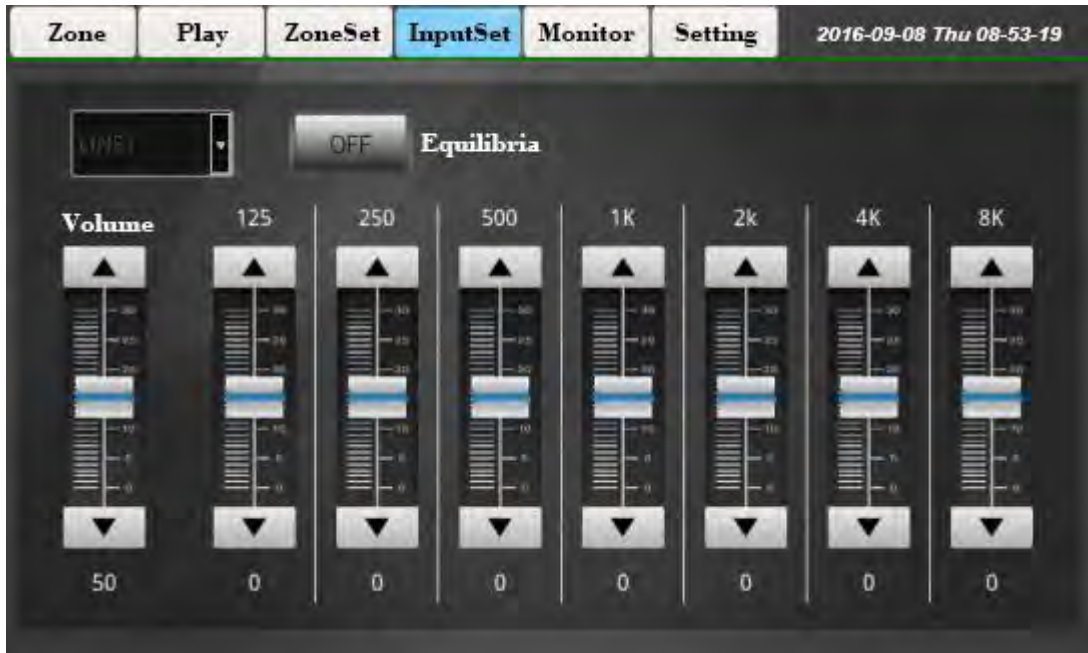 Zone Play ZoneSet InputSet Monitor Setting 2016-09-08 Thu 08-53-19
LINE1 OFF Equilibria
Volume 125 250 500 1K 2k 4K 8K
50 0 0 0 0 0 0 0